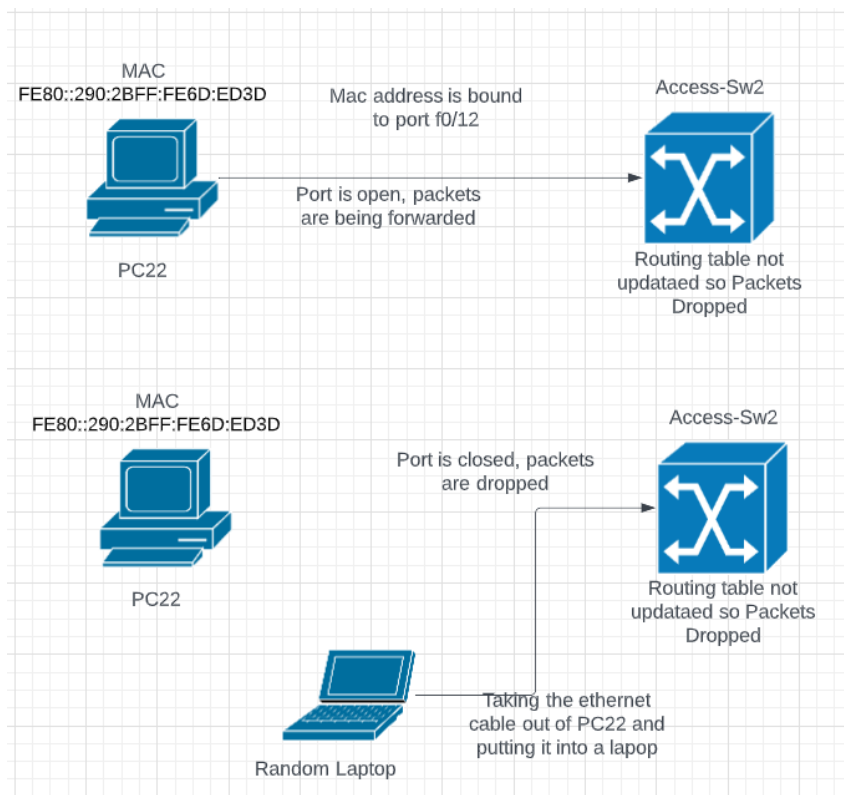 MAC
FE80::290:2BFF:FE6D:ED3D
Mac address is bound
to port f0/12
Access-Sw2
Port is open, packets
are being forwarded
PC22
Routing table not
updataed so Packets
Dropped
MAC
FE80::290:2BFF:FE6D:ED3D
Access-Sw2
Port is closed, packets
are dropped
PC22
Routing table not
updataed so Packets
Dropped
Taking the ethernet
cable out of PC22 and
putting it into a lapop
Random Laptop